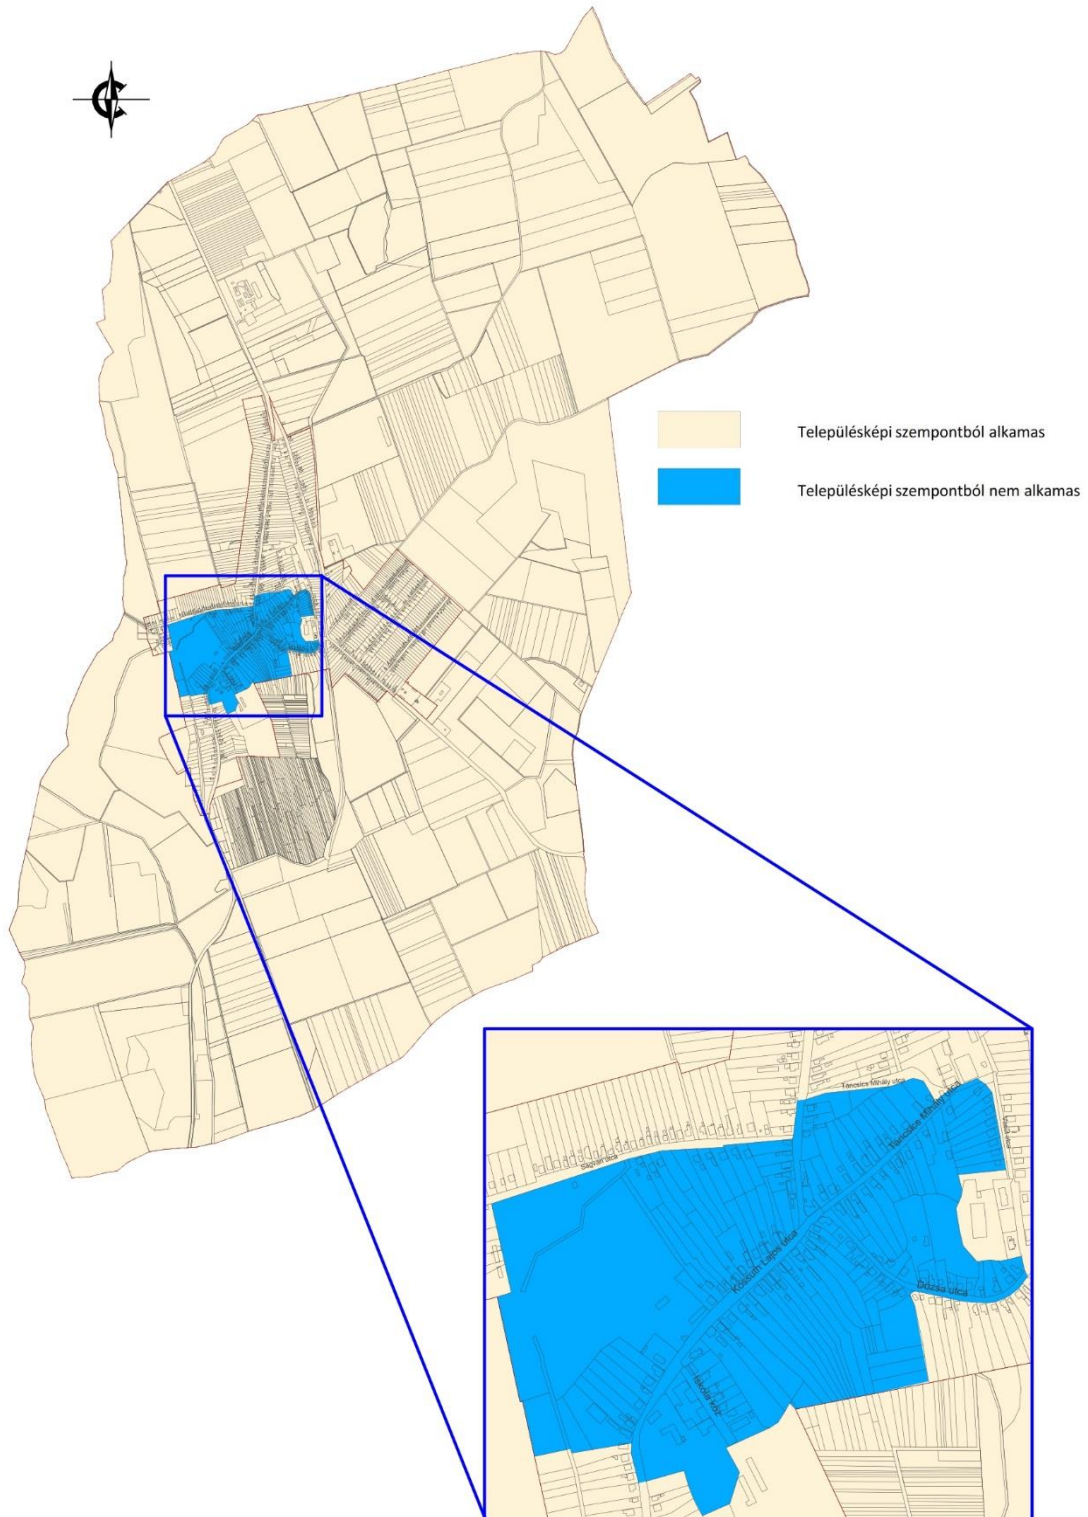 Településképi szempontból alkamas
Településképi szempontból nem alkamas
Táncsics Mihály utca
Táncsics Mihály utca
Ságvári utca
Kossuth Lajos utca
Dózsa utca
Iskola köz